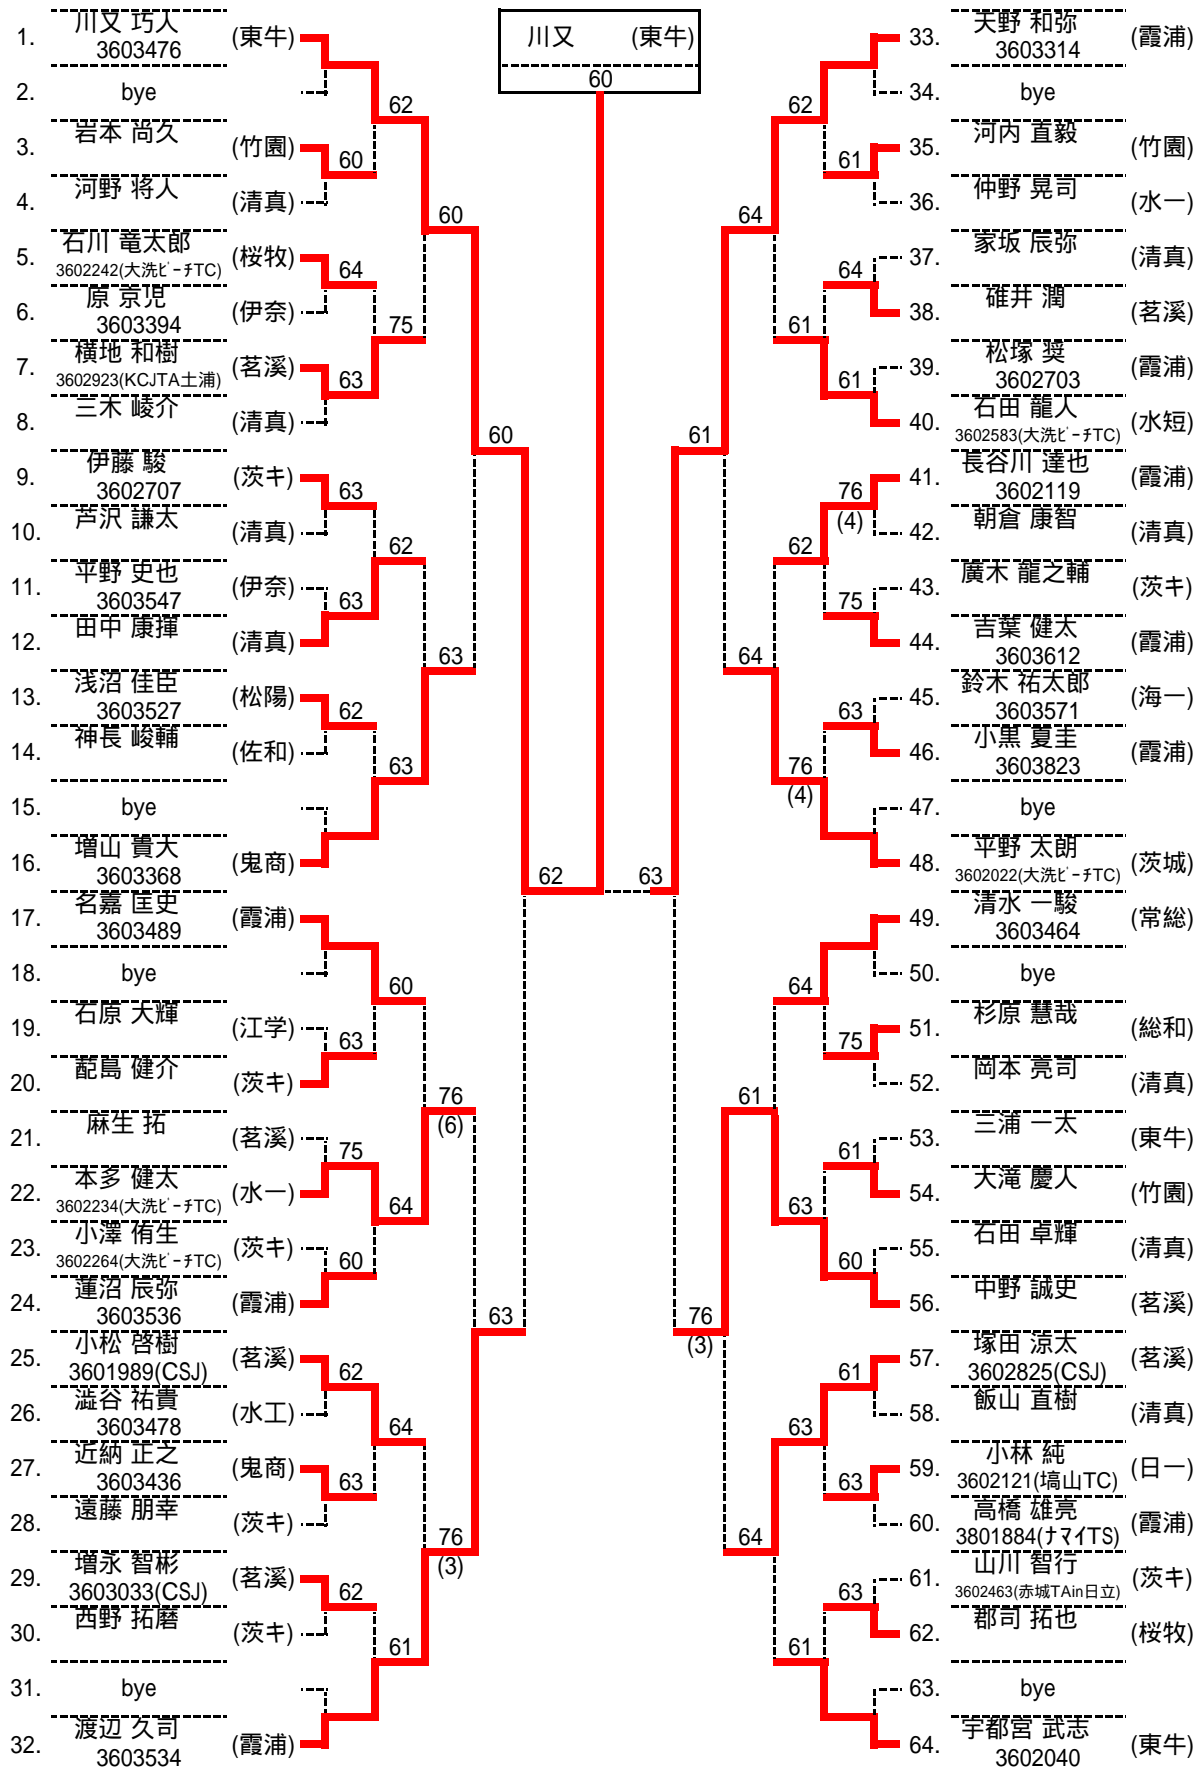 川又 (東牛)
60
1. 川又 巧人 (東牛)
3603476
2. bye
62
3. 岩本 尚久 (竹園)
60
4. 河野 将人 (清真)
60
5. 石川 竜太郎 (桜牧)
3602242(大洗ビーチTC)
64
6. 原 京児 (伊奈)
3603394
75
7. 横地 和樹 (茗溪)
3602923(KCJTA土浦)
63
8. 三木 崚介 (清真)
60
9. 伊藤 駿 (茨キ)
3602707
63
10. 芦沢 謙太 (清真)
62
11. 平野 史也 (伊奈)
3603547
63
12. 田中 康揮 (清真)
63
13. 浅沼 佳臣 (松陽)
3603527
62
14. 神長 峻輔 (佐和)
63
15. bye
16. 増山 貴大 (鬼商)
3603368
62
17. 名嘉 匡史 (霞浦)
3603489
18. bye
60
19. 石原 大輝 (江学)
63
20. 蓜島 健介 (茨キ)
76
(6)
21. 麻生 拓 (茗溪)
75
22. 本多 健太 (水一)
3602234(大洗ビーチTC)
64
23. 小澤 侑生 (茨キ)
3602264(大洗ビーチTC)
60
24. 蓮沼 辰弥 (霞浦)
3603536
63
25. 小松 啓樹 (茗溪)
3601989(CSJ)
62
26. 澁谷 祐貴 (水工)
3603478
64
27. 近納 正之 (鬼商)
3603436
63
28. 遠藤 朋幸 (茨キ)
76
(3)
29. 増永 智彬 (茗溪)
3603033(CSJ)
62
30. 西野 拓磨 (茨キ)
61
31. bye
32. 渡辺 久司 (霞浦)
3603534
33. 天野 和弥 (霞浦)
3603314
34. bye
62
35. 河内 直毅 (竹園)
61
36. 仲野 晃司 (水一)
64
37. 家坂 辰弥 (清真)
64
38. 碓井 潤 (茗溪)
61
39. 松塚 奨 (霞浦)
3602703
61
40. 石田 龍人 (水短)
3602583(大洗ビーチTC)
61
41. 長谷川 達也 (霞浦)
3602119
76
(4)
42. 朝倉 康智 (清真)
62
43. 廣木 龍之輔 (茨キ)
75
44. 吉葉 健太 (霞浦)
3603612
64
45. 鈴木 祐太郎 (海一)
3603571
63
46. 小黒 夏圭 (霞浦)
3603823
76
(4)
47. bye
48. 平野 太朗 (茨城)
3602022(大洗ビーチTC)
63
49. 清水 一駿 (常総)
3603464
50. bye
64
51. 杉原 慧哉 (総和)
75
52. 岡本 亮司 (清真)
61
53. 三浦 一太 (東牛)
61
54. 大滝 慶人 (竹園)
63
55. 石田 卓輝 (清真)
60
56. 中野 誠史 (茗溪)
76
(3)
57. 塚田 涼太 (茗溪)
3602825(CSJ)
61
58. 飯山 直樹 (清真)
63
59. 小林 純 (日一)
3602121(塙山TC)
63
60. 高橋 雄亮 (霞浦)
3801884(ナマイTS)
64
61. 山川 智行 (茨キ)
3602463(赤城TAin日立)
63
62. 郡司 拓也 (桜牧)
61
63. bye
64. 宇都宮 武志 (東牛)
3602040